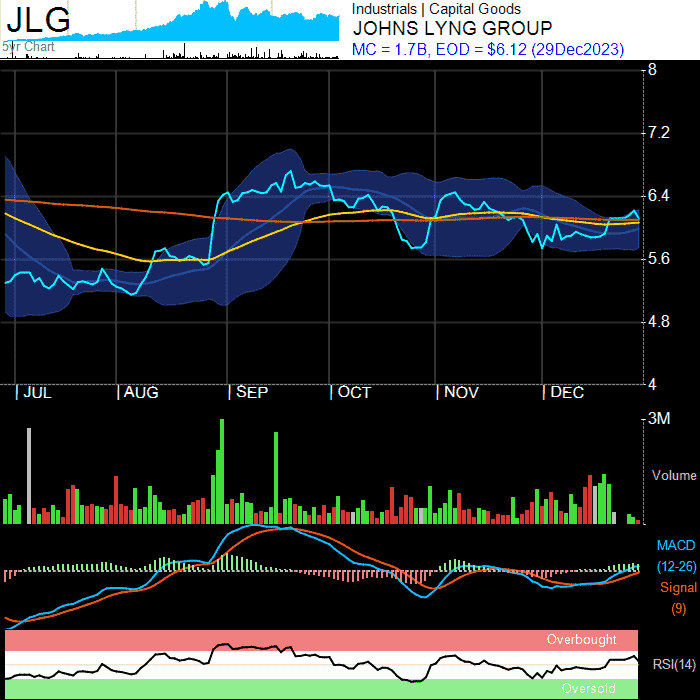 JLG
5yr Chart
Industrials | Capital Goods
JOHNS LYNG GROUP
MC = 1.7B, EOD = $6.12 (29Dec2023)
8
7.2
6.4
5.6
4.8
4
JUL AUG SEP OCT NOV DEC
3M
Volume
MACD
(12-26)
Signal
(9)
Overbought
RSI(14)
Oversold